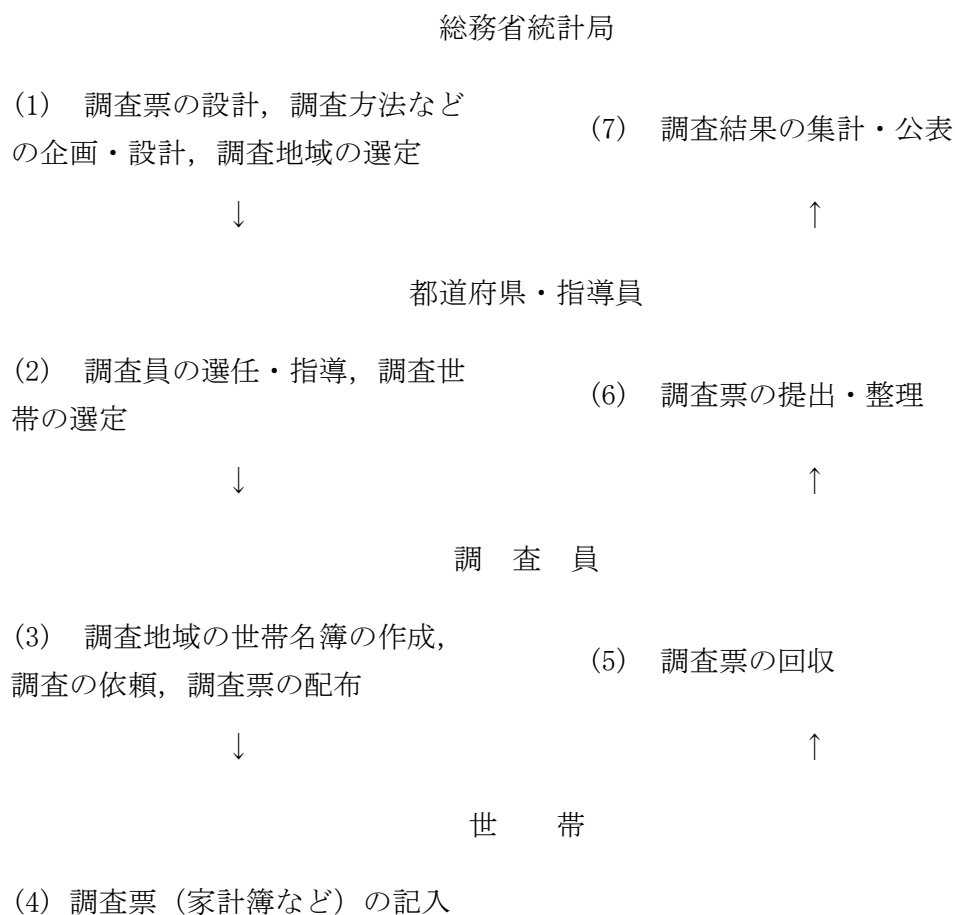 総務省統計局
(1) 調査票の設計，調査方法など
の企画・設計，調査地域の選定
(7) 調査結果の集計・公表
↓ ↑
都道府県・指導員
(2) 調査員の選任・指導，調査世
帯の選定
(6) 調査票の提出・整理
↓ ↑
調 査 員
(3) 調査地域の世帯名簿の作成，
調査の依頼，調査票の配布
(5) 調査票の回収
↓ ↑
世 帯
(4) 調査票（家計簿など）の記入